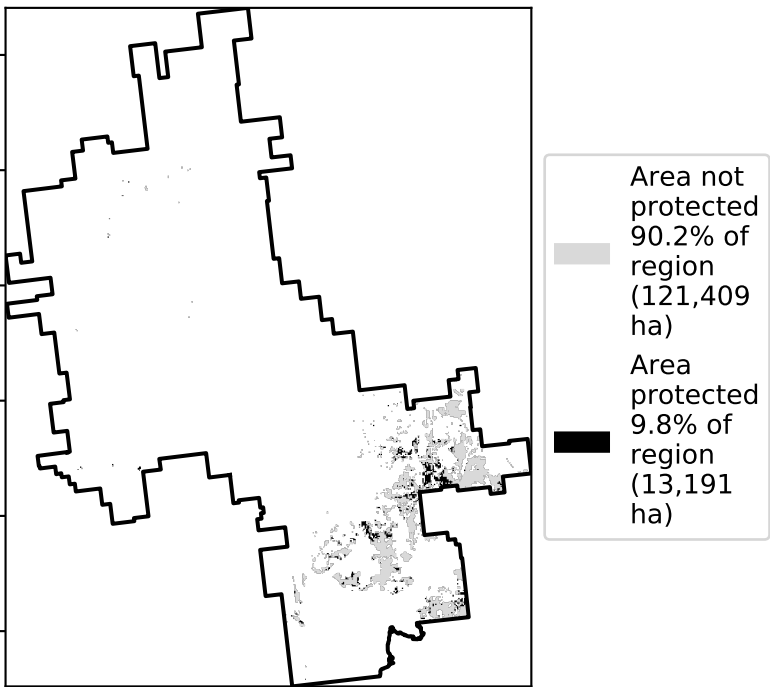 Area not
protected
90.2% of
region
(121,409
ha)
Area
protected
9.8% of
region
(13,191
ha)